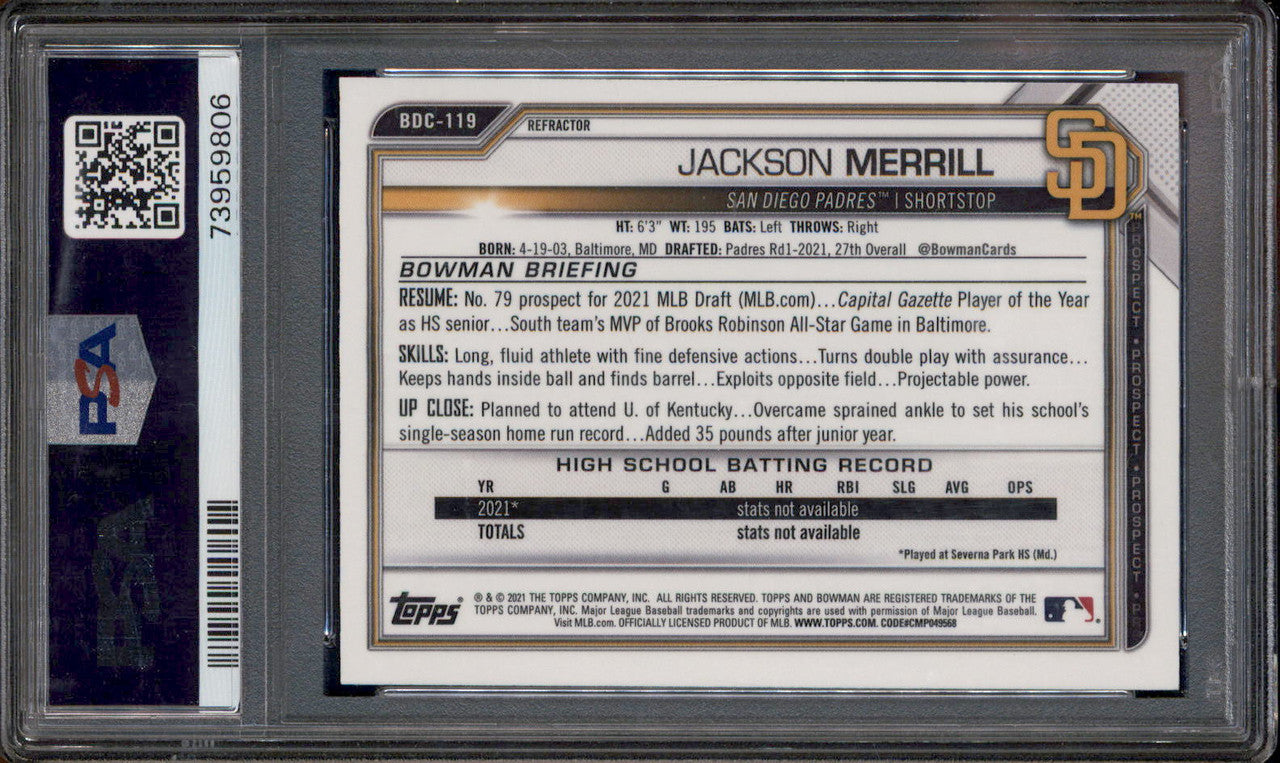 73959806
PSA
BDC-119
REFRACTOR
JACKSON MERRILL
SD
SAN DIEGO PADRES™ | SHORTSTOP
HT: 6'3" WT: 195 BATS: Left THROWS: Right
BORN: 4-19-03, Baltimore, MD DRAFTED: Padres Rd1-2021, 27th Overall @BowmanCards
BOWMAN BRIEFING
RESUME: No. 79 prospect for 2021 MLB Draft (MLB.com)...Capital Gazette Player of the Year
as HS senior...South team's MVP of Brooks Robinson All-Star Game in Baltimore.
SKILLS: Long, fluid athlete with fine defensive actions...Turns double play with assurance...
Keeps hands inside ball and finds barrel...Exploits opposite field...Projectable power.
UP CLOSE: Planned to attend U. of Kentucky...Overcame sprained ankle to set his school's
single-season home run record...Added 35 pounds after junior year.
HIGH SCHOOL BATTING RECORD
YR G AB HR RBI SLG AVG OPS
2021* stats not available
TOTALS stats not available
*Played at Severna Park HS (Md.)
Topps
® & © 2021 THE TOPPS COMPANY, INC. ALL RIGHTS RESERVED. TOPPS AND BOWMAN ARE REGISTERED TRADEMARKS OF THE
TOPPS COMPANY, INC. Major League Baseball trademarks and copyrights are used with permission of Major League Baseball.
Visit MLB.com. OFFICIALLY LICENSED PRODUCT OF MLB. WWW.TOPPS.COM. CODE#CMP049568
PROSPECT • PROSPECT • PROSPECT • PR